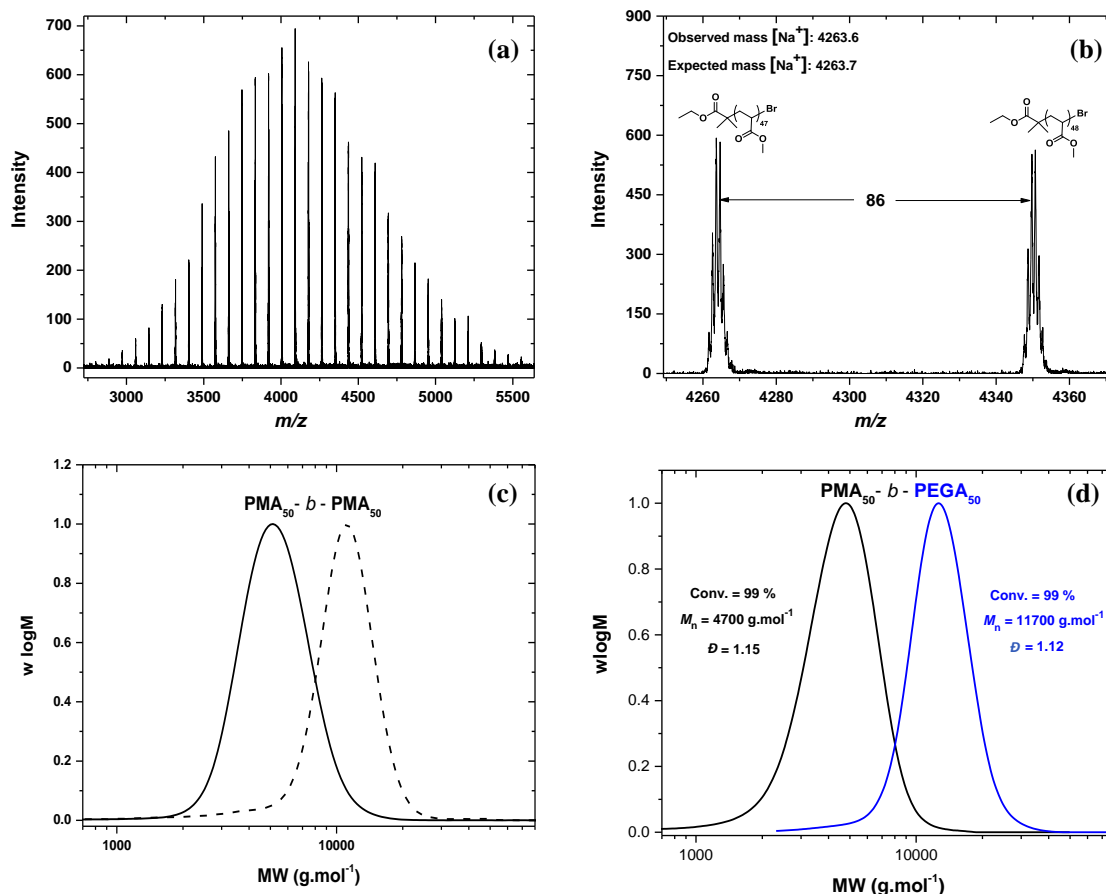 (a)
700
600
500
400
300
200
100
0
Intensity
3000 3500 4000 4500 5000 5500
m/z
(b)
Observed mass [Na⁺]: 4263.6
Expected mass [Na⁺]: 4263.7
900
750
600
450
300
150
0
Intensity
O
O
Br
47
O
O
O
O
Br
48
O
O
86
4260 4280 4300 4320 4340 4360
m/z
(c)
PMA₅₀- b - PMA₅₀
1.2
1.0
0.8
0.6
0.4
0.2
0.0
w logM
1000 10000
MW (g.mol⁻¹)
(d)
PMA₅₀- b - PEGA₅₀
1.0
0.8
0.6
0.4
0.2
0.0
wlogM
Conv. = 99 %
Mₙ = 4700 g.mol⁻¹
Đ = 1.15
Conv. = 99 %
Mₙ = 11700 g.mol⁻¹
Đ = 1.12
1000 10000
MW (g.mol⁻¹)